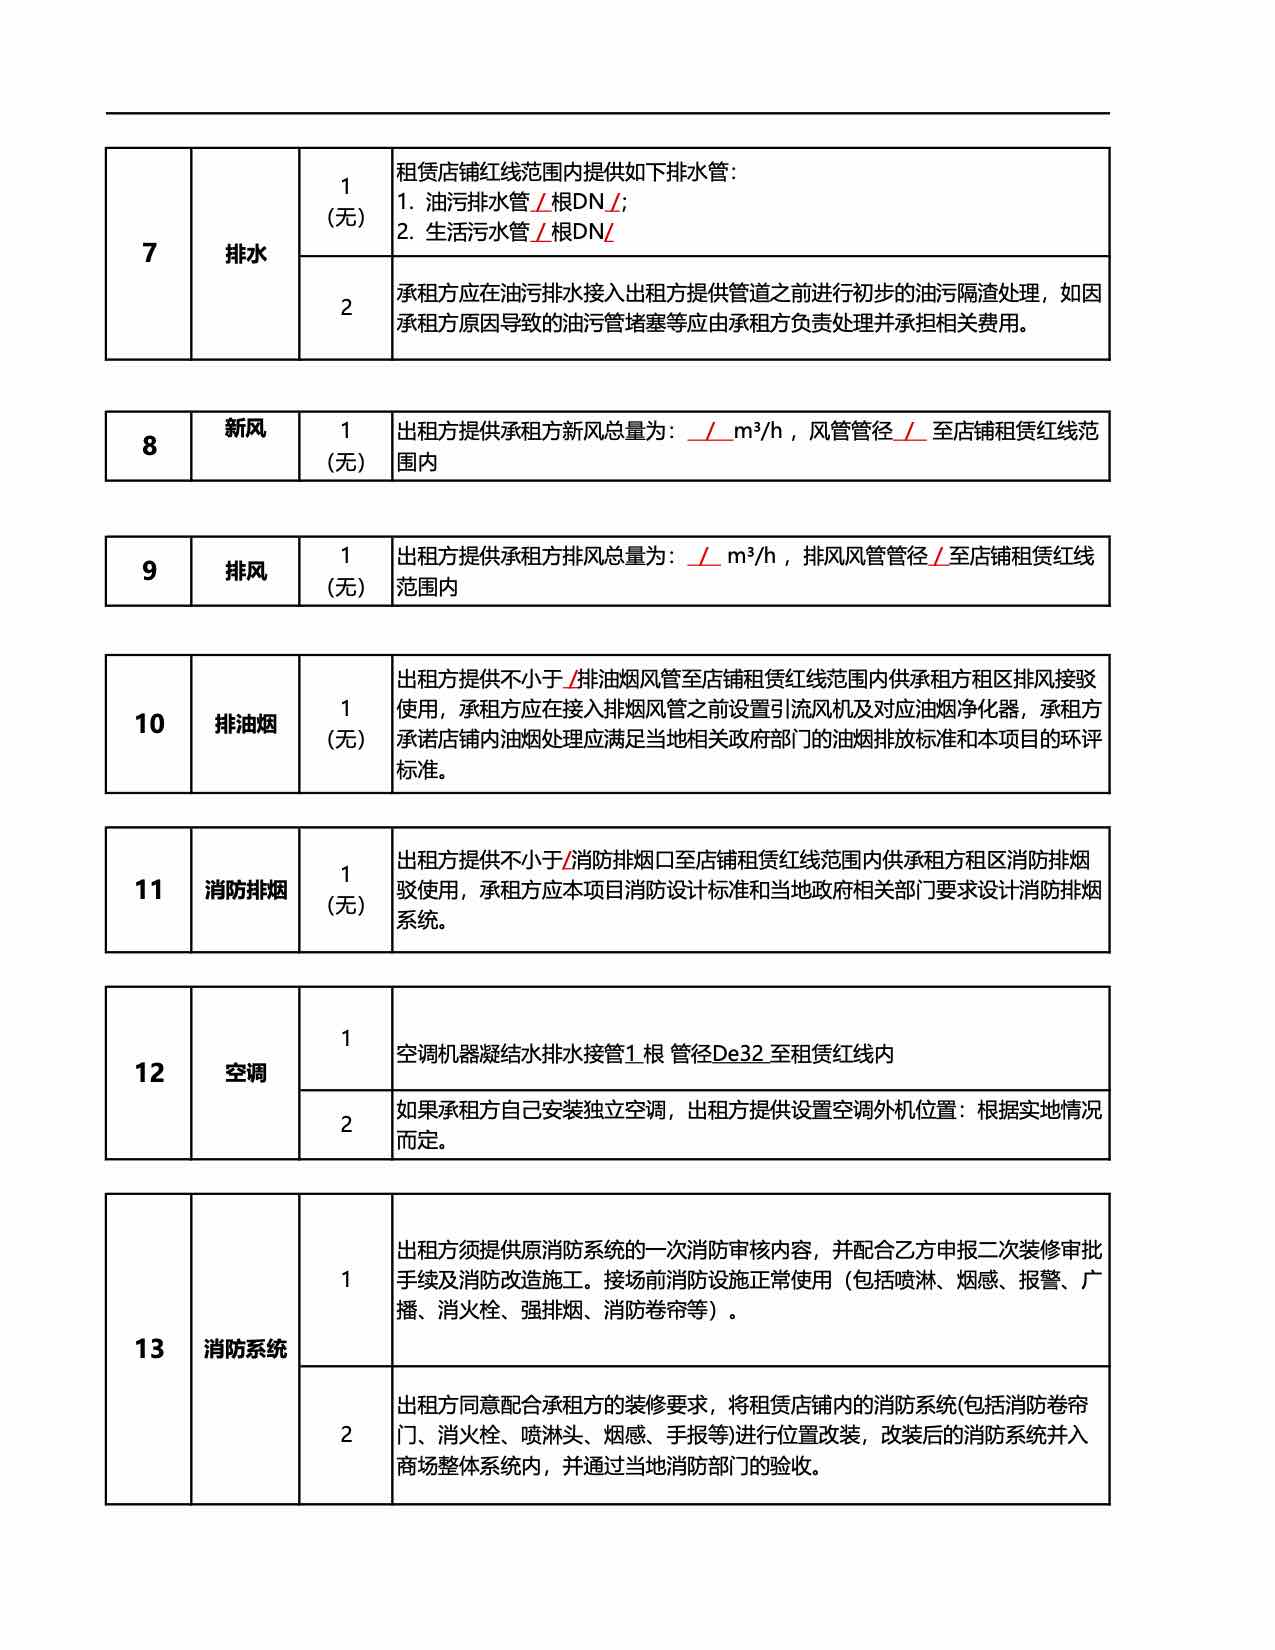 7
排水
1
(无)
租赁店铺红线范围内提供如下排水管：
1. 油污排水管 / 根DN /;
2. 生活污水管 / 根DN/
2
承租方应在油污排水接入出租方提供管道之前进行初步的油污隔渣处理，如因
承租方原因导致的油污管堵塞等应由承租方负责处理并承担相关费用。
8
新风
1
(无)
出租方提供承租方新风总量为： / m³/h ，风管管径 / 至店铺租赁红线范
围内
9
排风
1
(无)
出租方提供承租方排风总量为： / m³/h ，排风风管管径 / 至店铺租赁红线
范围内
10
排油烟
1
(无)
出租方提供不小于 /排油烟风管至店铺租赁红线范围内供承租方租区排风接驳
使用，承租方应在接入排烟风管之前设置引流风机及对应油烟净化器，承租方
承诺店铺内油烟处理应满足当地相关政府部门的油烟排放标准和本项目的环评
标准。
11
消防排烟
1
(无)
出租方提供不小于/消防排烟口至店铺租赁红线范围内供承租方租区消防排烟
驳使用，承租方应本项目消防设计标准和当地政府相关部门要求设计消防排烟
系统。
12
空调
1
空调机器凝结水排水接管1 根 管径De32 至租赁红线内
2
如果承租方自己安装独立空调，出租方提供设置空调外机位置：根据实地情况
而定。
13
消防系统
1
出租方须提供原消防系统的一次消防审核内容，并配合乙方申报二次装修审批
手续及消防改造施工。接场前消防设施正常使用（包括喷淋、烟感、报警、广
播、消火栓、强排烟、消防卷帘等）。
2
出租方同意配合承租方的装修要求，将租赁店铺内的消防系统(包括消防卷帘
门、消火栓、喷淋头、烟感、手报等)进行位置改装，改装后的消防系统并入
商场整体系统内，并通过当地消防部门的验收。